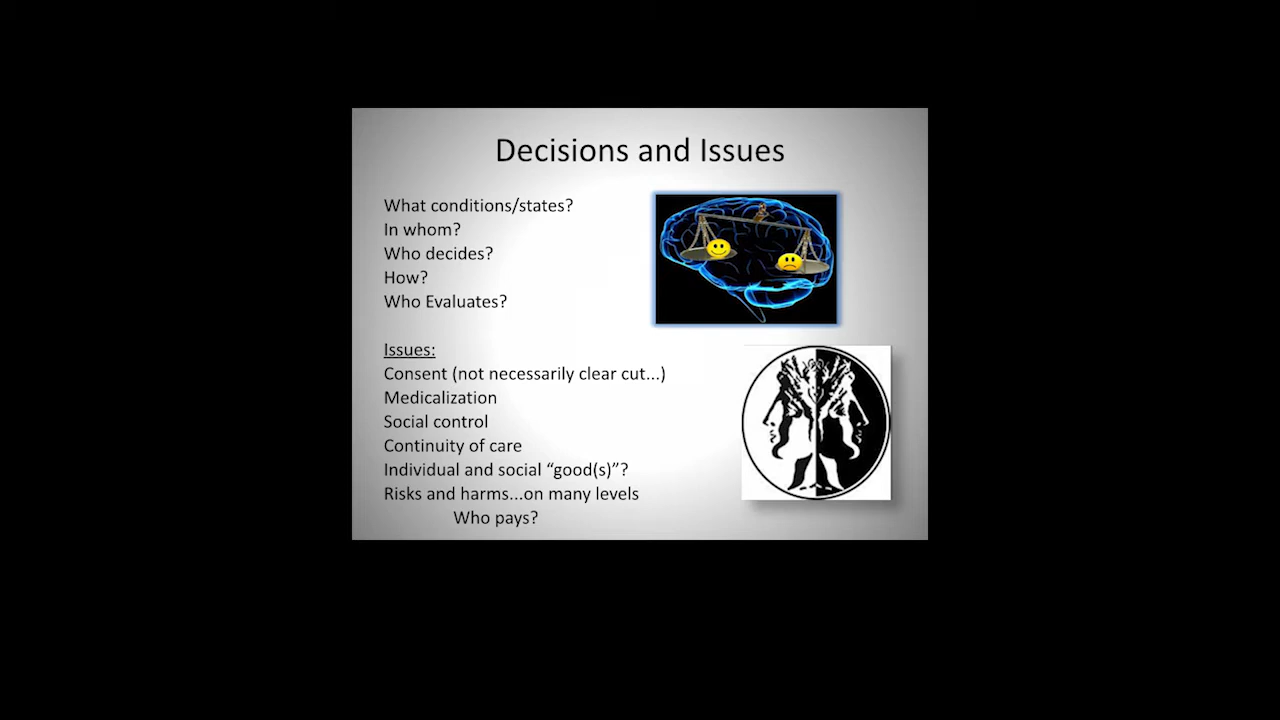 Decisions and Issues
What conditions/states?
In whom?
Who decides?
How?
Who Evaluates?
Issues:
Consent (not necessarily clear cut...)
Medicalization
Social control
Continuity of care
Individual and social “good(s)”?
Risks and harms...on many levels
Who pays?